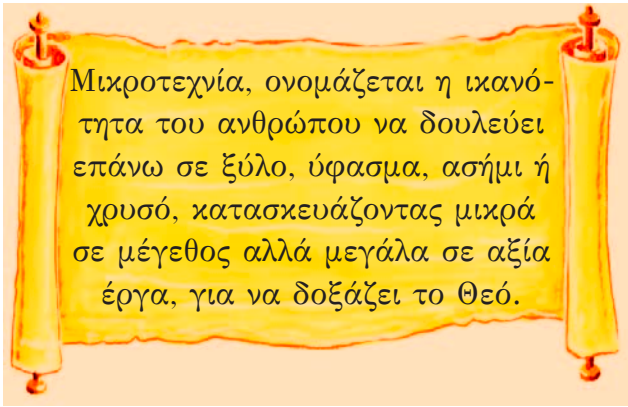 Μικροτεχνία, ονομάζεται η ικανό-
τητα του ανθρώπου να δουλεύει
επάνω σε ξύλο, ύφασμα, ασήμι ή
χρυσό, κατασκευάζοντας μικρά
σε μέγεθος αλλά μεγάλα σε αξία
έργα, για να δοξάζει το Θεό.